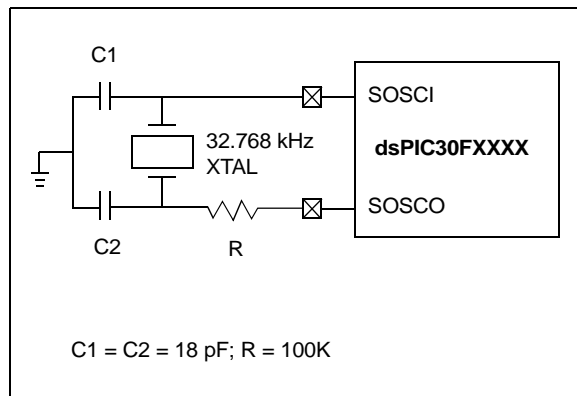 C1
SOSCI
32.768 kHz
XTAL
dsPIC30FXXXX
SOSCO
C2
R
C1 = C2 = 18 pF; R = 100K